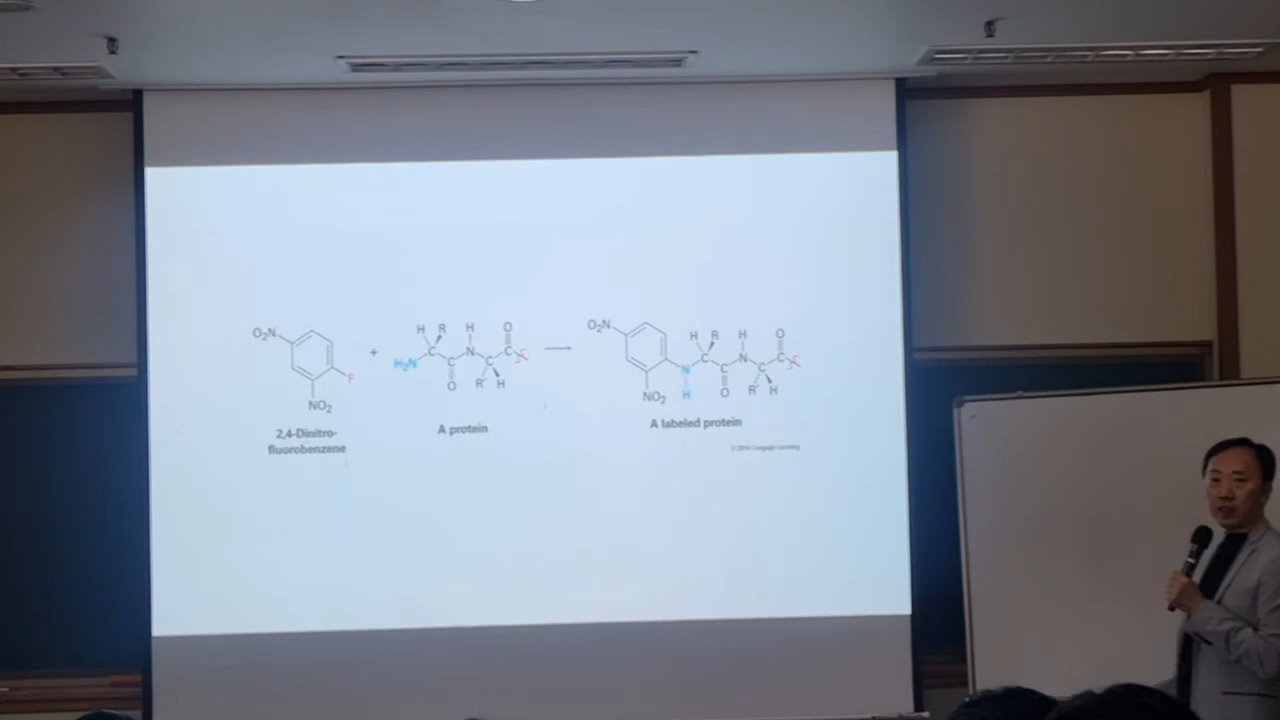 O₂N
NO₂
F
2,4-Dinitro-
fluorobenzene
+
H₂N
H R
C
C
O
H
N
C
R' H
O
C
A protein
O₂N
NO₂
N
H
H R
C
C
O
H
N
C
R' H
O
C
A labeled protein
© 2016 Cengage Learning